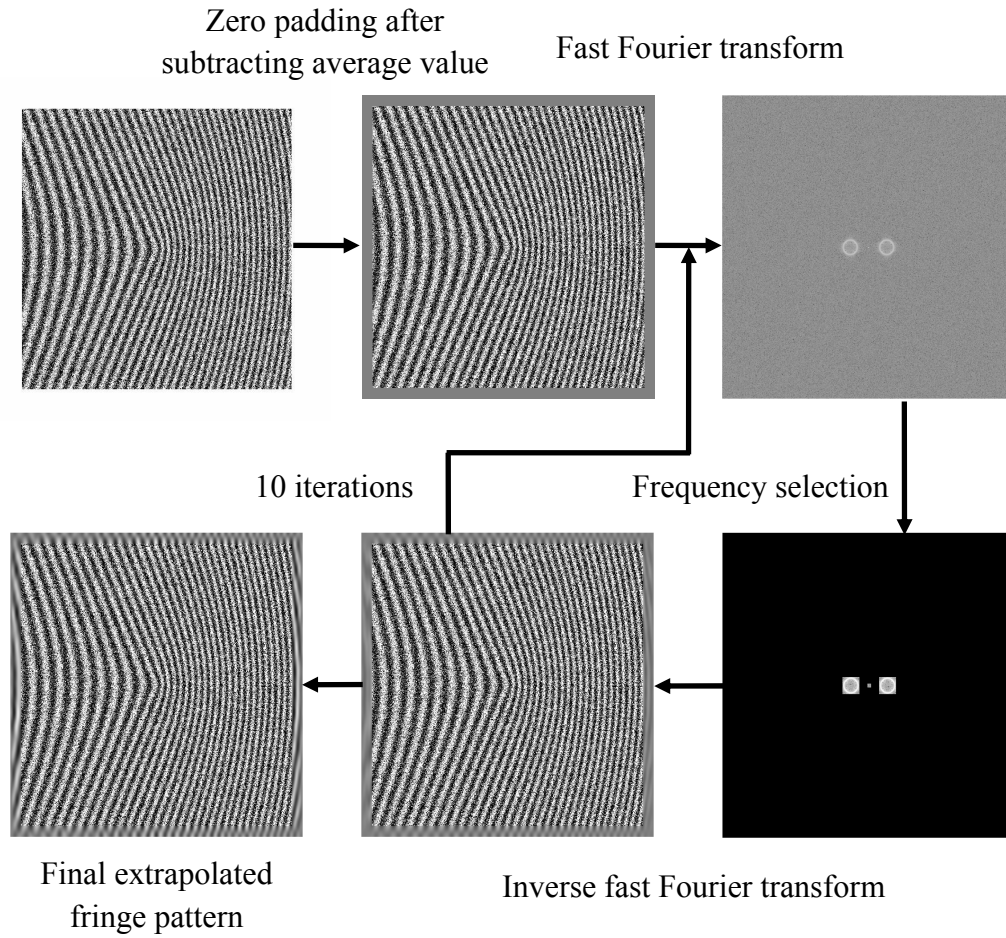 Zero padding after
subtracting average value
Fast Fourier transform
10 iterations
Frequency selection
Final extrapolated
fringe pattern
Inverse fast Fourier transform